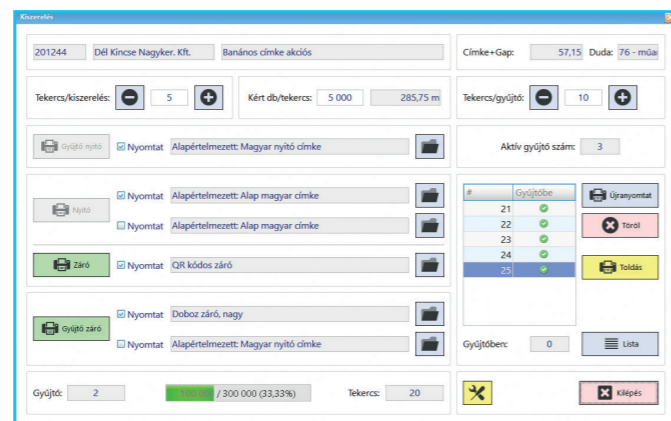 Kiszerelés
201244 Dél Kincse Nagyker. Kft. Banános címke akciós
Címke+Gap: 57,15 Duda: 76 - műa
Tekercs/kiszerelés: 5
Kért db/tekercs: 5 000 285,75 m
Tekercs/gyűjtő: 10
Gyűjtő nyitó Nyomtat Alapértelmezett: Magyar nyitó címke
Aktív gyűjtő szám: 3
Nyitó
Nyomtat Alapértelmezett: Alap magyar címke
Nyomtat Alapértelmezett: Alap magyar címke
Záró Nyomtat QR kódos záró
Gyűjtő záró
Nyomtat Doboz záró, nagy
Nyomtat Alapértelmezett: Magyar nyitó címke
# Gyűjtőbe
21
22
23
24
25
Újranyomtat
Töröl
Toldás
Gyűjtőben: 0
Lista
Gyűjtő: 2
100 000 / 300 000 (33,33%)
Tekercs: 20
Kilépés